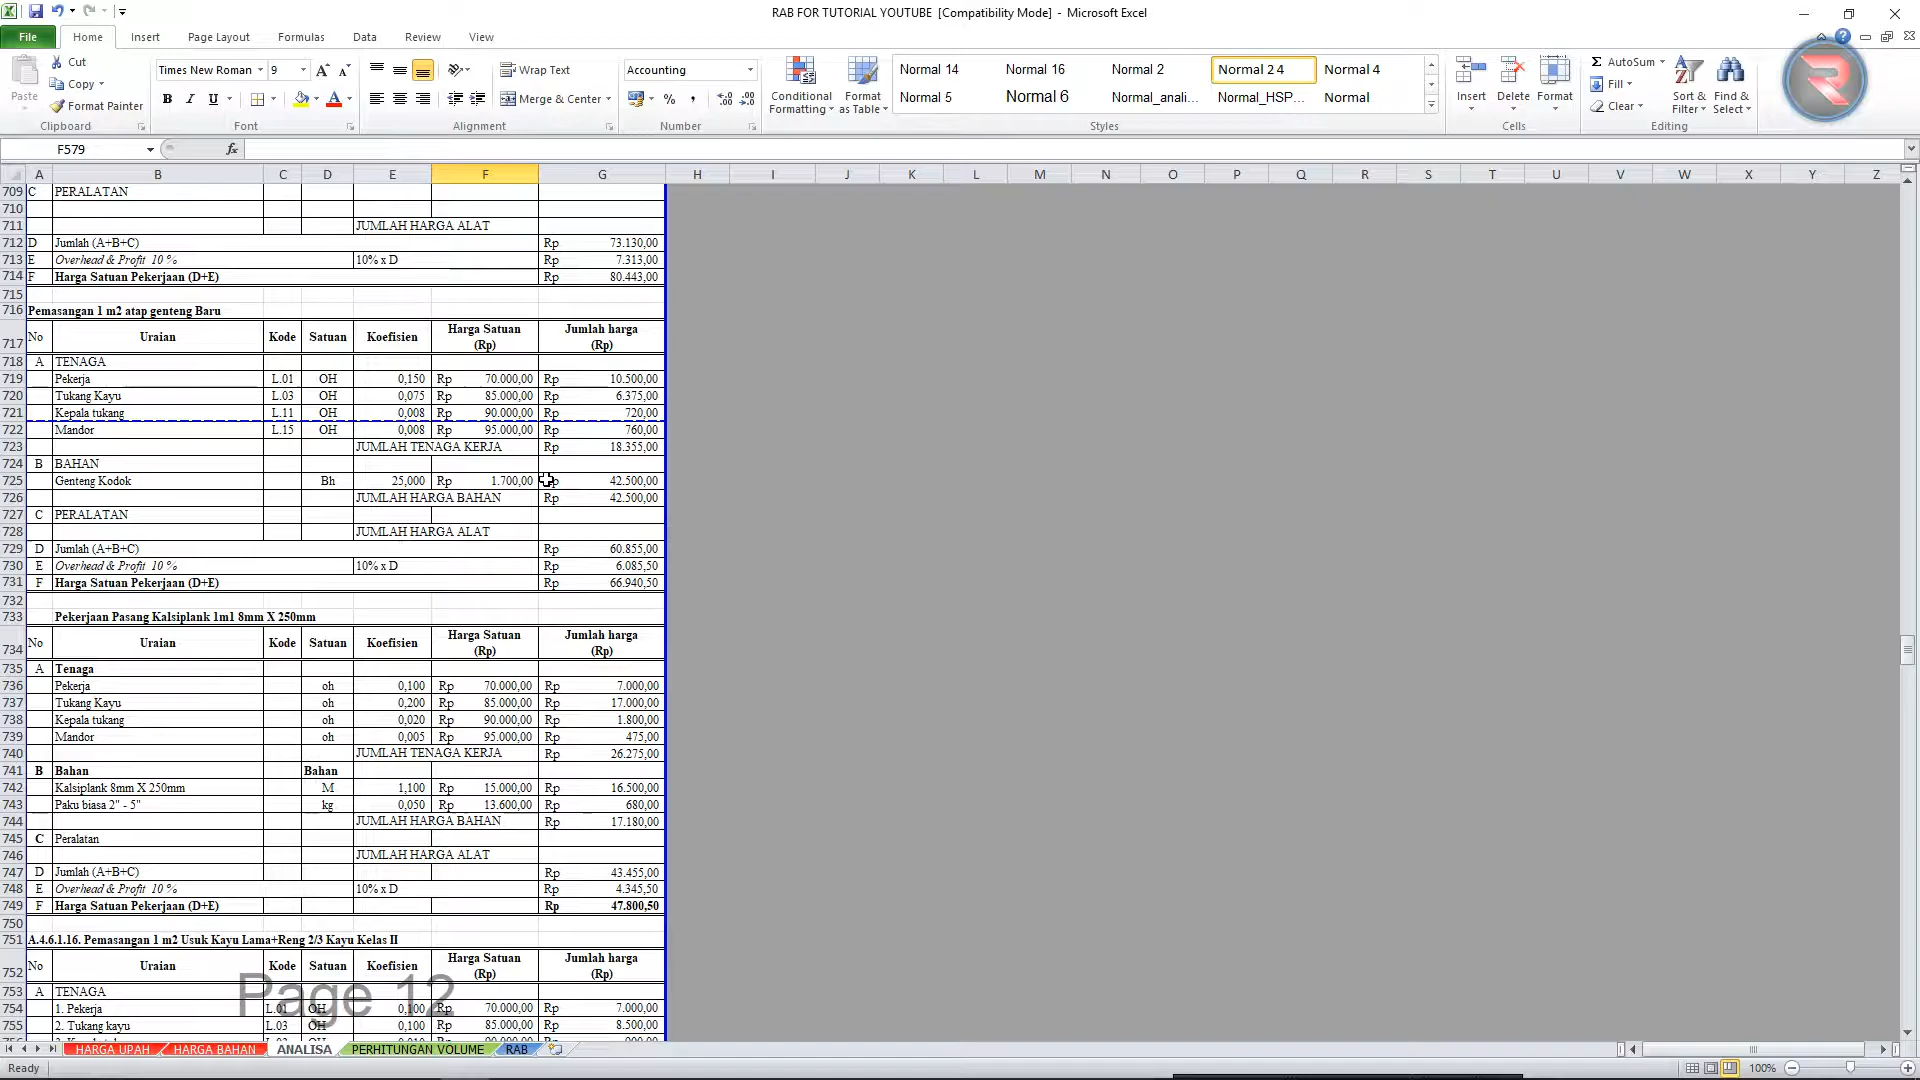 RAB FOR TUTORIAL YOUTUBE [Compatibility Mode] - Microsoft Excel
File Home Insert Page Layout Formulas Data Review View
Paste Cut Copy Format Painter Clipboard
Times New Roman 9 B I U Font
Wrap Text Merge & Center Alignment
Accounting % , Number
Conditional Formatting Format as Table
Normal 14 Normal 16 Normal 2 Normal 2 4 Normal 4
Normal 5 Normal 6 Normal_anali... Normal_HSP... Normal
Styles
Insert Delete Format Cells
AutoSum Fill Clear Sort & Filter Find & Select Editing
F579 fx
A B C D E F G H I J K L M N O P Q R S T U V W X Y Z
709 C PERALATAN
710
711 JUMLAH HARGA ALAT
712 D Jumlah (A+B+C) Rp 73.130,00
713 E Overhead & Profit 10 % 10% x D Rp 7.313,00
714 F Harga Satuan Pekerjaan (D+E) Rp 80.443,00
715
716 Pemasangan 1 m2 atap genteng Baru
717 No Uraian Kode Satuan Koefisien Harga Satuan (Rp) Jumlah harga (Rp)
718 A TENAGA
719 Pekerja L.01 OH 0,150 Rp 70.000,00 Rp 10.500,00
720 Tukang Kayu L.03 OH 0,075 Rp 85.000,00 Rp 6.375,00
721 Kepala tukang L.11 OH 0,008 Rp 90.000,00 Rp 720,00
722 Mandor L.15 OH 0,008 Rp 95.000,00 Rp 760,00
723 JUMLAH TENAGA KERJA Rp 18.355,00
724 B BAHAN
725 Genteng Kodok Bh 25,000 Rp 1.700,00 Rp 42.500,00
726 JUMLAH HARGA BAHAN Rp 42.500,00
727 C PERALATAN
728 JUMLAH HARGA ALAT
729 D Jumlah (A+B+C) Rp 60.855,00
730 E Overhead & Profit 10 % 10% x D Rp 6.085,50
731 F Harga Satuan Pekerjaan (D+E) Rp 66.940,50
732
733 Pekerjaan Pasang Kalsiplank 1m1 8mm X 250mm
734 No Uraian Kode Satuan Koefisien Harga Satuan (Rp) Jumlah harga (Rp)
735 A Tenaga
736 Pekerja oh 0,100 Rp 70.000,00 Rp 7.000,00
737 Tukang Kayu oh 0,200 Rp 85.000,00 Rp 17.000,00
738 Kepala tukang oh 0,020 Rp 90.000,00 Rp 1.800,00
739 Mandor oh 0,005 Rp 95.000,00 Rp 475,00
740 JUMLAH TENAGA KERJA Rp 26.275,00
741 B Bahan Bahan
742 Kalsiplank 8mm X 250mm M 1,100 Rp 15.000,00 Rp 16.500,00
743 Paku biasa 2" - 5" kg 0,050 Rp 13.600,00 Rp 680,00
744 JUMLAH HARGA BAHAN Rp 17.180,00
745 C Peralatan
746 JUMLAH HARGA ALAT
747 D Jumlah (A+B+C) Rp 43.455,00
748 E Overhead & Profit 10 % 10% x D Rp 4.345,50
749 F Harga Satuan Pekerjaan (D+E) Rp 47.800,50
750
751 A.4.6.1.16. Pemasangan 1 m2 Usuk Kayu Lama+Reng 2/3 Kayu Kelas II
752 No Uraian Kode Satuan Koefisien Harga Satuan (Rp) Jumlah harga (Rp)
753 A TENAGA
Page 12
754 1. Pekerja L.01 OH 0,100 Rp 70.000,00 Rp 7.000,00
755 2. Tukang kayu L.03 OH 0,100 Rp 85.000,00 Rp 8.500,00
HARGA UPAH HARGA BAHAN ANALISA PERHITUNGAN VOLUME RAB
Ready 100%